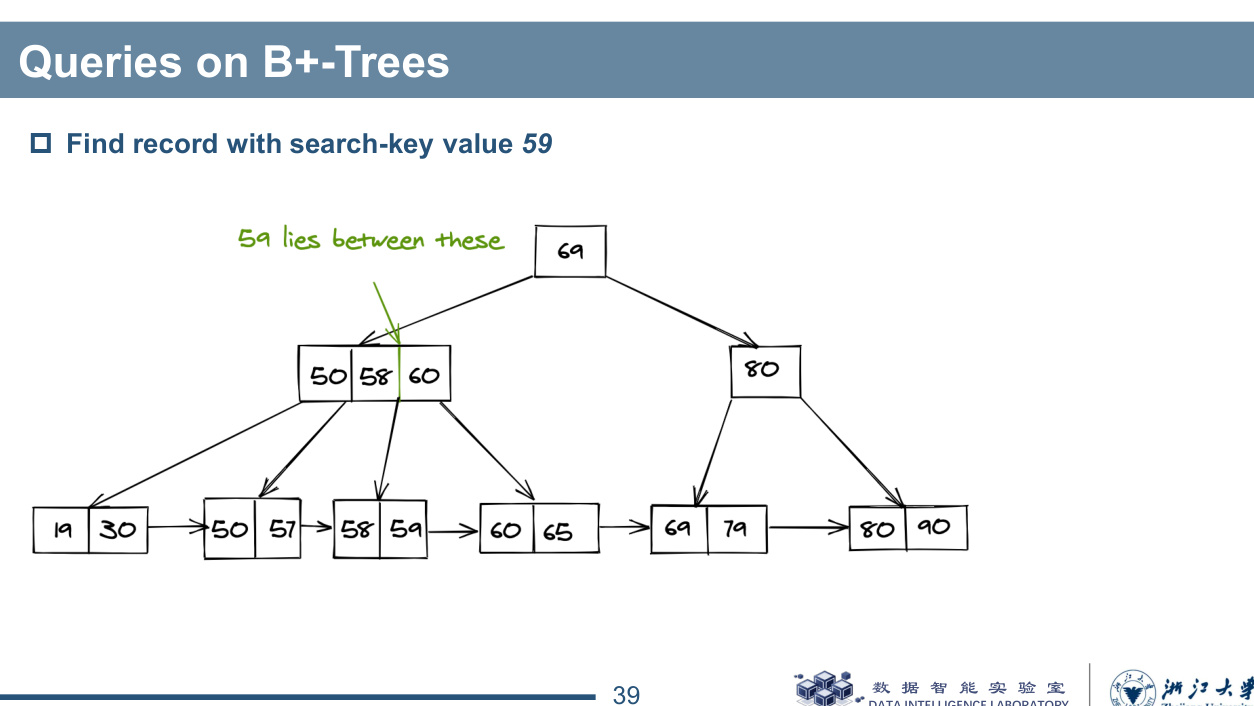 Queries on B+-Trees
Find record with search-key value 59
59 lies between these
69
50 58 60
80
19 30
50 57
58 59
60 65
69 79
80 90
39
数据智能实验室
DATA INTELLIGENCE LABORATORY
浙江大学